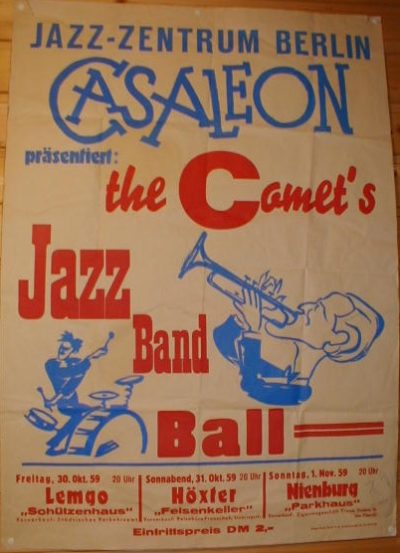 JAZZ-ZENTRUM BERLIN
CASALEON
präsentiert:
the Comet's
Jazz
Band
Ball
Freitag, 30. Okt. 59 20 Uhr
Lemgo
„Schützenhaus"
Sonnabend, 31. Okt. 59 20 Uhr
Höxter
„Felsenkeller"
Sonntag, 1. Nov. 59 20 Uhr
Nienburg
„Parkhaus"
Eintrittspreis DM 2,-